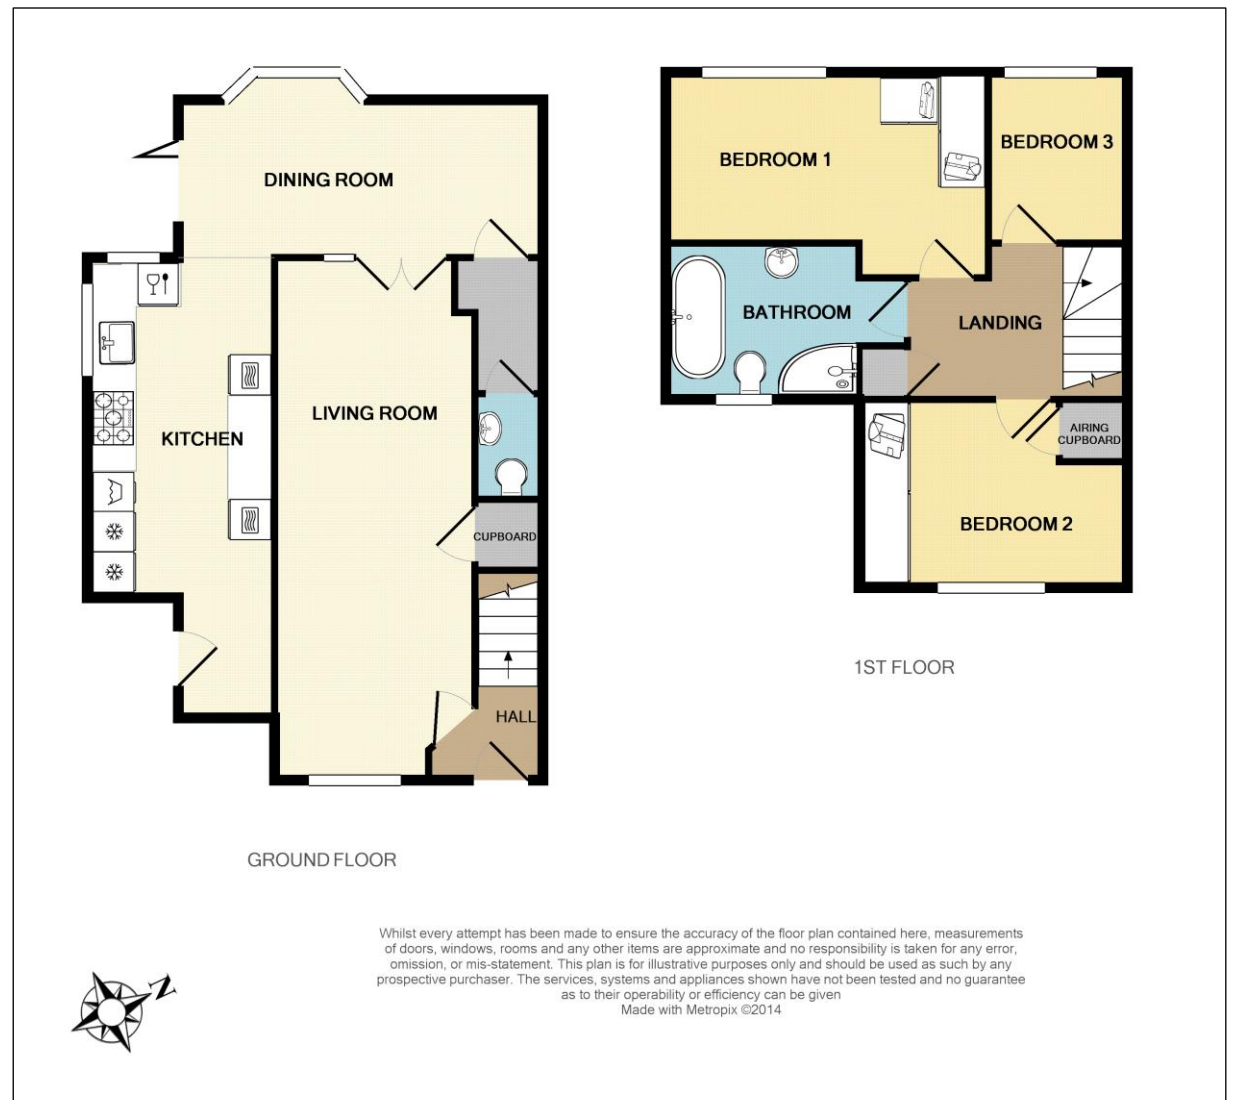 DINING ROOM
KITCHEN
LIVING ROOM
CUPBOARD
HALL
GROUND FLOOR
BEDROOM 1
BEDROOM 3
BATHROOM
LANDING
AIRING
CUPBOARD
BEDROOM 2
1ST FLOOR
Whilst every attempt has been made to ensure the accuracy of the floor plan contained here, measurements
of doors, windows, rooms and any other items are approximate and no responsibility is taken for any error,
omission, or mis-statement. This plan is for illustrative purposes only and should be used as such by any
prospective purchaser. The services, systems and appliances shown have not been tested and no guarantee
as to their operability or efficiency can be given
Made with Metropix ©2014
N